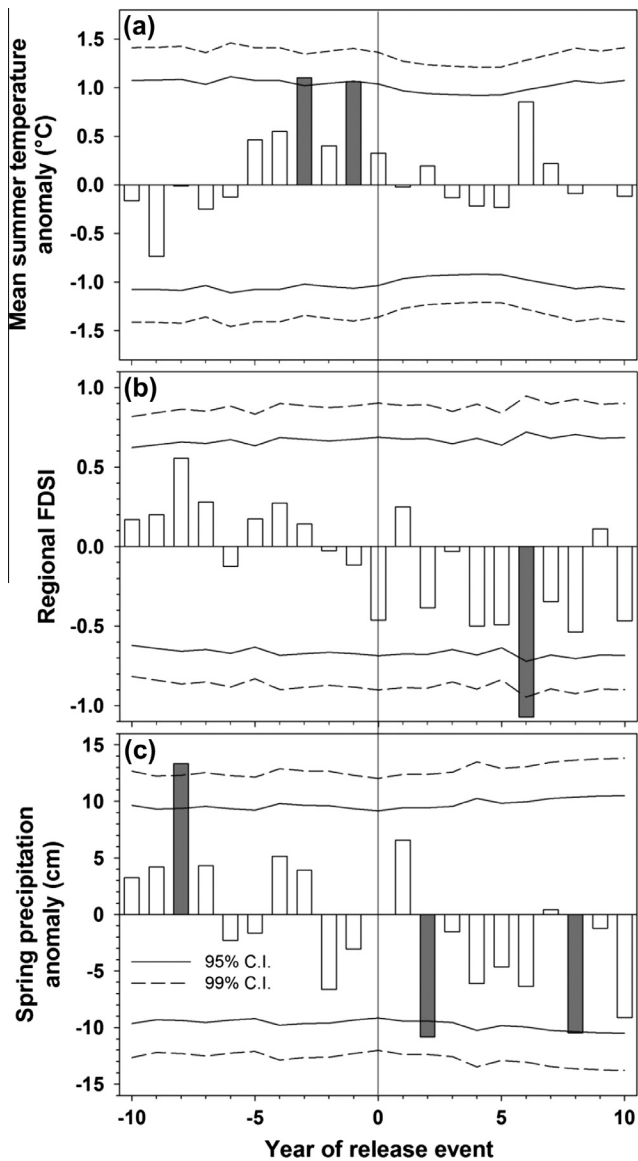 (a)
Mean summer temperature
anomaly (°C)
1.5
1.0
0.5
0.0
-0.5
-1.0
-1.5
(b)
Regional FDSI
1.0
0.5
0.0
-0.5
-1.0
(c)
Spring precipitation
anomaly (cm)
15
10
5
0
-5
-10
-15
95% C.I.
99% C.I.
-10 -5 0 5 10
Year of release event